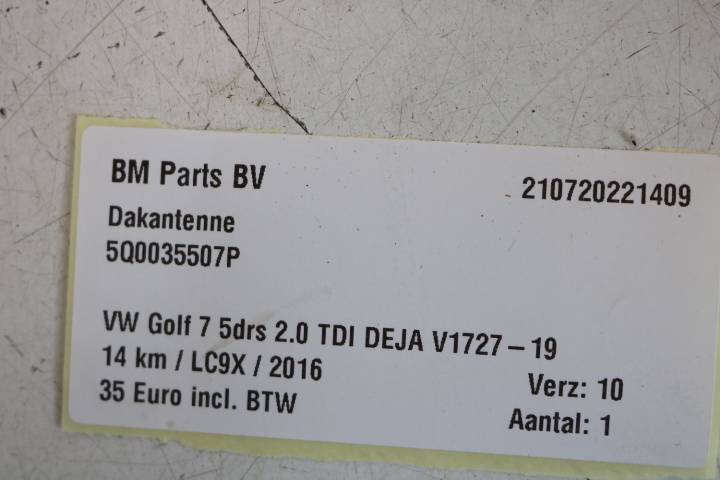 BM Parts BV 210720221409
Dakantenne
5Q0035507P
VW Golf 7 5drs 2.0 TDI DEJA V1727-19
14 km / LC9X / 2016 Verz: 10
35 Euro incl. BTW Aantal: 1